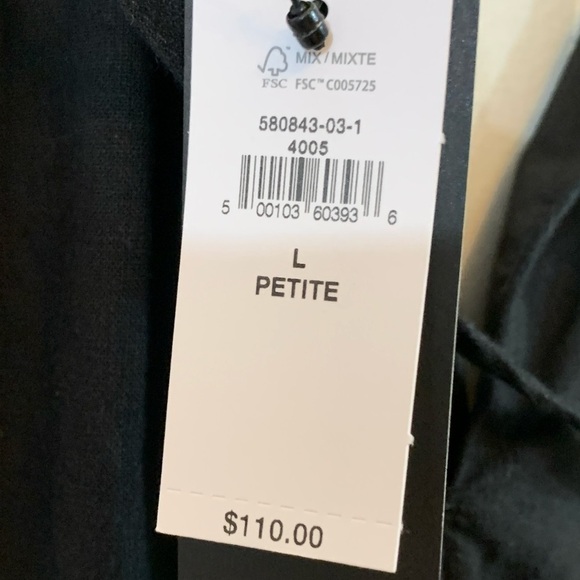 MIX / MIXTE
FSC FSC™ C005725
580843-03-1
4005
5 00103 60393 6
L
PETITE
$110.00